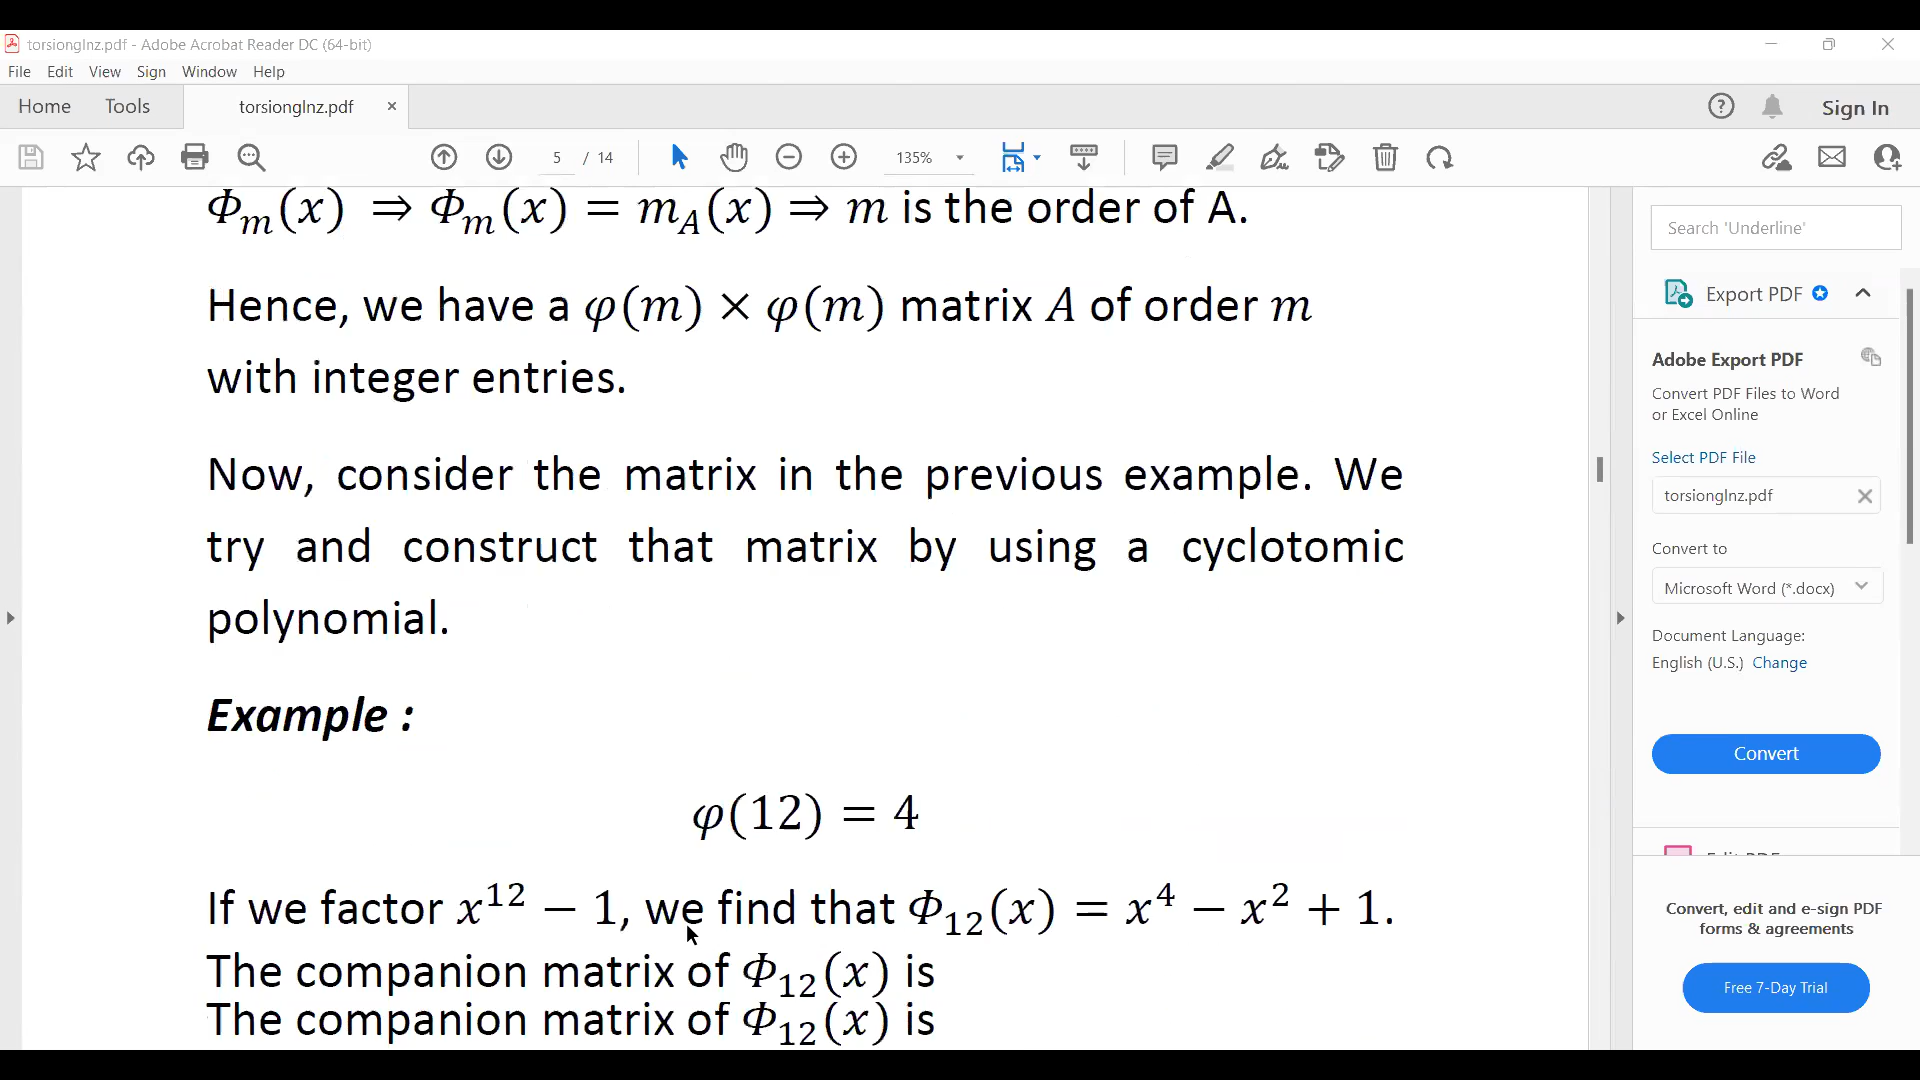 torsionglnz.pdf - Adobe Acrobat Reader DC (64-bit)
File Edit View Sign Window Help
Home Tools torsionglnz.pdf × Sign In
5 / 14 135%
Φₘ(x) ⇒ Φₘ(x) = m_A(x) ⇒ m is the order of A.
Hence, we have a φ(m) × φ(m) matrix A of order m
with integer entries.
Now, consider the matrix in the previous example. We
try and construct that matrix by using a cyclotomic
polynomial.
Example :
φ(12) = 4
If we factor x¹² − 1, we find that Φ₁₂(x) = x⁴ − x² + 1.
The companion matrix of Φ₁₂(x) is
The companion matrix of Φ₁₂(x) is
Search 'Underline'
Export PDF
Adobe Export PDF
Convert PDF Files to Word
or Excel Online
Select PDF File
torsionglnz.pdf
Convert to
Microsoft Word (*.docx)
Document Language:
English (U.S.) Change
Convert
Convert, edit and e-sign PDF
forms & agreements
Free 7-Day Trial